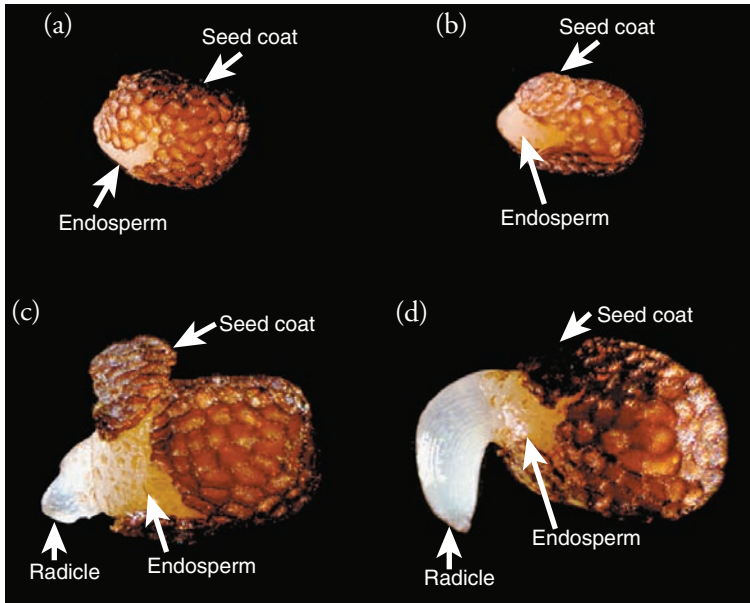 (a)
Seed coat
Endosperm
(b)
Seed coat
Endosperm
(c)
Seed coat
Radicle
Endosperm
(d)
Seed coat
Endosperm
Radicle